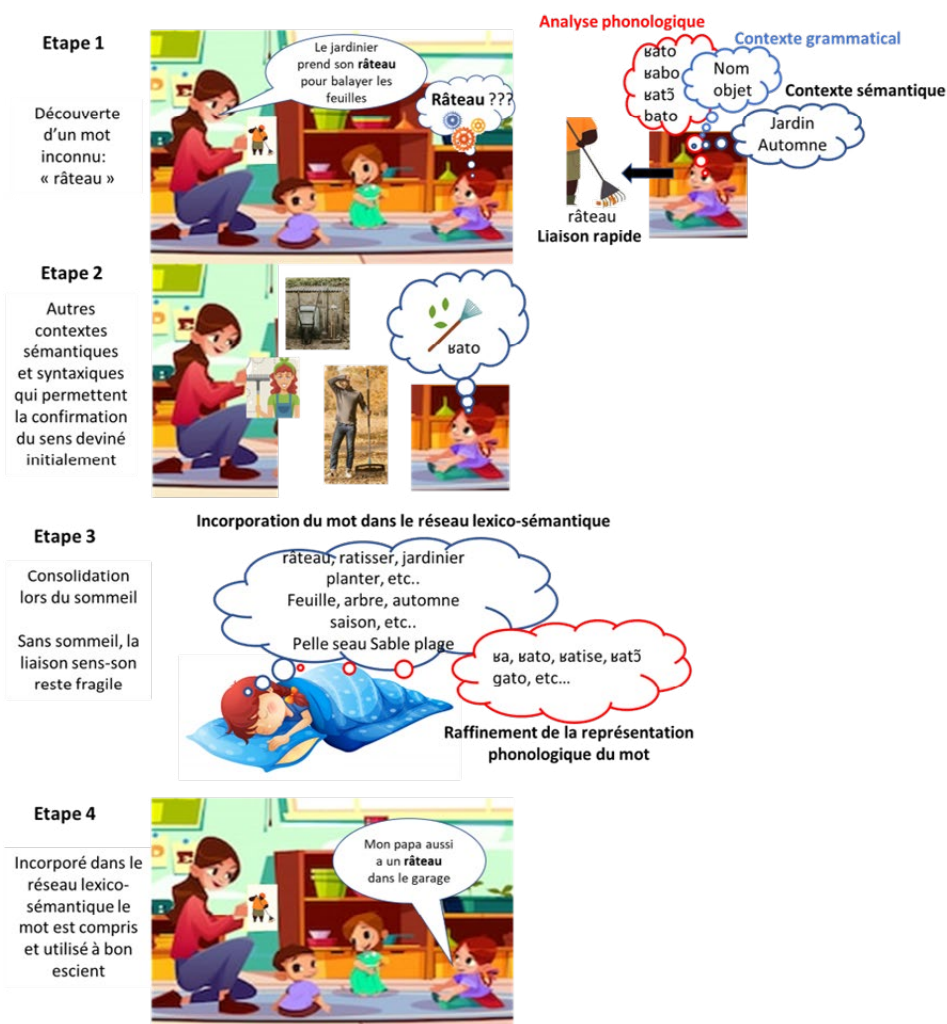 Etape 1
Découverte
d'un mot
inconnu:
« râteau »
Le jardinier
prend son râteau
pour balayer les
feuilles
Râteau ???
Analyse phonologique
ʁato
ʁabo
ʁatɔ̃
bato
Contexte grammatical
Nom
objet
Contexte sémantique
Jardin
Automne
râteau
Liaison rapide
Etape 2
Autres
contextes
sémantiques
et syntaxiques
qui permettent
la confirmation
du sens deviné
initialement
ʁato
Etape 3
Consolidation
lors du sommeil
Sans sommeil, la
liaison sens-son
reste fragile
Incorporation du mot dans le réseau lexico-sémantique
râteau, ratisser, jardinier
planter, etc..
Feuille, arbre, automne
saison, etc..
Pelle seau Sable plage
ʁa, ʁato, ʁatise, ʁatɔ̃
gato, etc...
Raffinement de la représentation
phonologique du mot
Etape 4
Incorporé dans le
réseau lexico-
sémantique le
mot est compris
et utilisé à bon
escient
Mon papa aussi
a un râteau
dans le garage